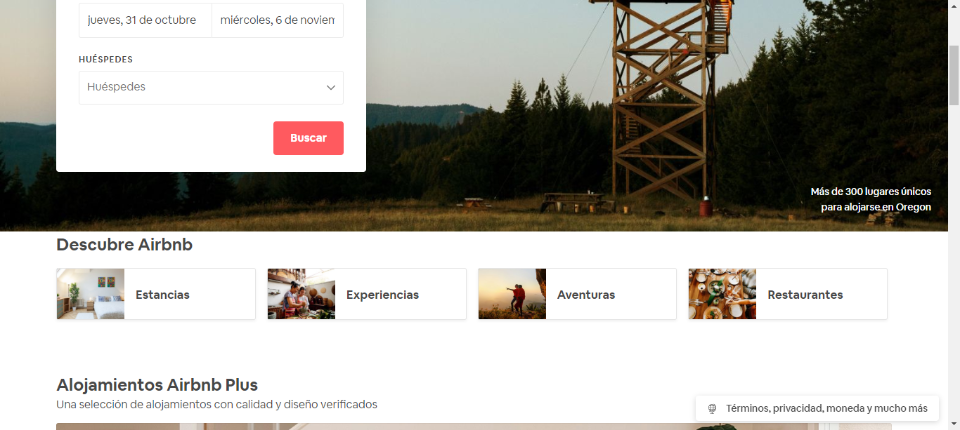 jueves, 31 de octubre
miércoles, 6 de noviem
HUÉSPEDES
Huéspedes
Buscar
Más de 300 lugares únicos
para alojarse en Oregon
Descubre Airbnb
Estancias
Experiencias
Aventuras
Restaurantes
Alojamientos Airbnb Plus
Una selección de alojamientos con calidad y diseño verificados
Términos, privacidad, moneda y mucho más